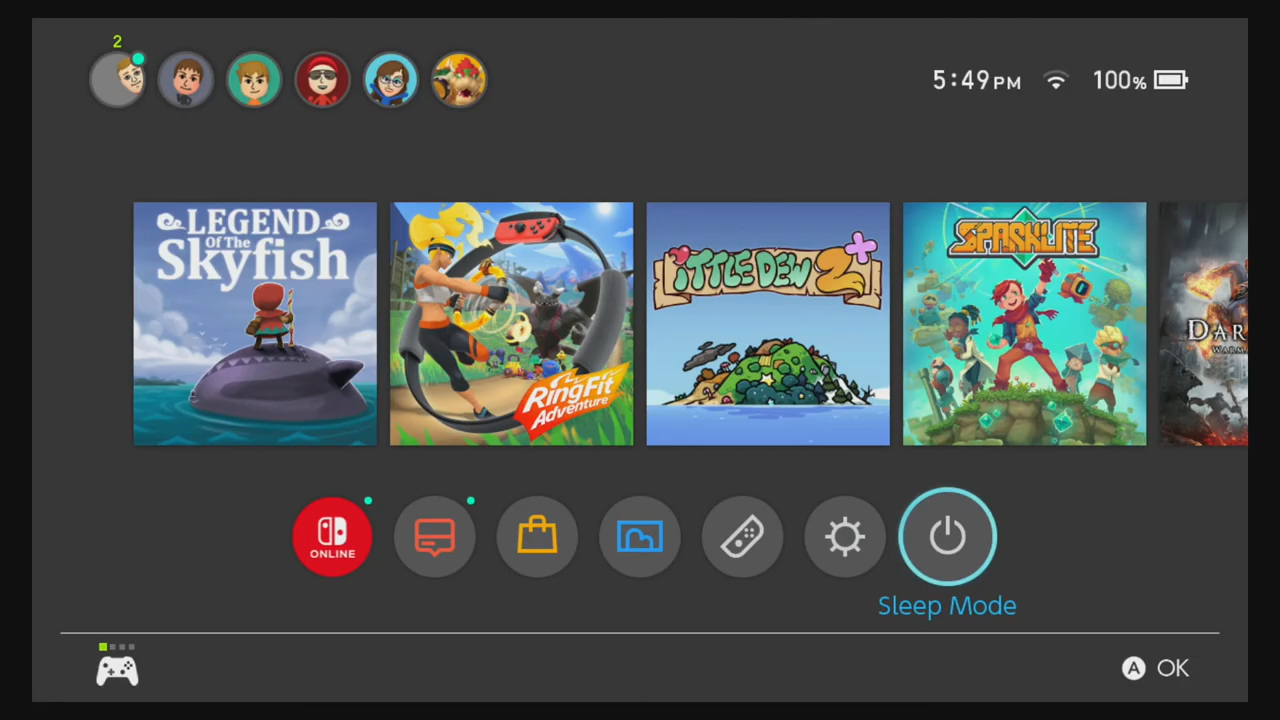 2
5:49 PM
100%
LEGEND
Of The
Skyfish
RingFit
Adventure
ITTLE DEW 2+
SPARKLITE
DAR
WARM
ONLINE
Sleep Mode
A OK